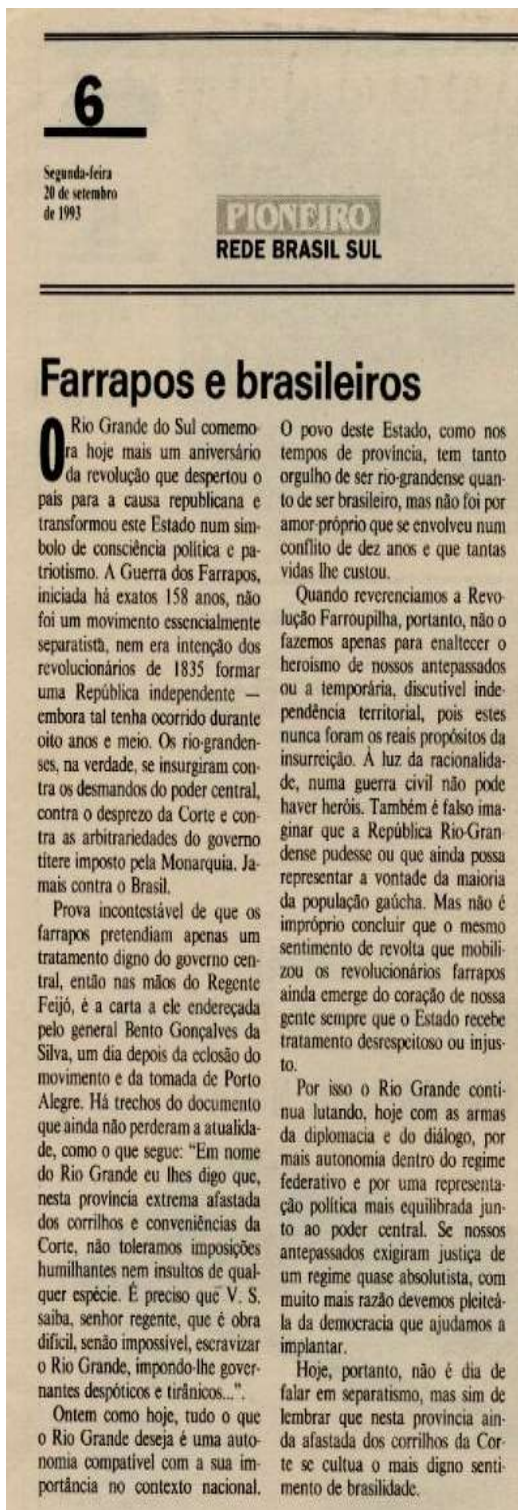 6
Segunda-feira
20 de setembro
de 1993
PIONEIRO
REDE BRASIL SUL
Farrapos e brasileiros
O Rio Grande do Sul comemo-
ra hoje mais um aniversário
da revolução que despertou o
país para a causa republicana e
transformou este Estado num sím-
bolo de consciência política e pa-
triotismo. A Guerra dos Farrapos,
iniciada há exatos 158 anos, não
foi um movimento essencialmente
separatista, nem era intenção dos
revolucionários de 1835 formar
uma República independente —
embora tal tenha ocorrido durante
oito anos e meio. Os rio-granden-
ses, na verdade, se insurgiram con-
tra os desmandos do poder central,
contra o desprezo da Corte e con-
tra as arbitrariedades do governo
títere imposto pela Monarquia. Ja-
mais contra o Brasil.
Prova incontestável de que os
farrapos pretendiam apenas um
tratamento digno do governo cen-
tral, então nas mãos do Regente
Feijó, é a carta a ele endereçada
pelo general Bento Gonçalves da
Silva, um dia depois da eclosão do
movimento e da tomada de Porto
Alegre. Há trechos do documento
que ainda não perderam a atualida-
de, como o que segue: “Em nome
do Rio Grande eu lhes digo que,
nesta província extrema afastada
dos corrilhos e conveniências da
Corte, não toleramos imposições
humilhantes nem insultos de qual-
quer espécie. É preciso que V. S.
saiba, senhor regente, que é obra
difícil, senão impossível, escravizar
o Rio Grande, impondo-lhe gover-
nantes despóticos e tirânicos...”.
Ontem como hoje, tudo o que
o Rio Grande deseja é uma auto-
nomia compatível com a sua im-
portância no contexto nacional.
O povo deste Estado, como nos
tempos de província, tem tanto
orgulho de ser rio-grandense quan-
to de ser brasileiro, mas não foi por
amor-próprio que se envolveu num
conflito de dez anos e que tantas
vidas lhe custou.
Quando reverenciamos a Revo-
lução Farroupilha, portanto, não o
fazemos apenas para enaltecer o
heroísmo de nossos antepassados
ou a temporária, discutível inde-
pendência territorial, pois estes
nunca foram os reais propósitos da
insurreição. À luz da racionalida-
de, numa guerra civil não pode
haver heróis. Também é falso ima-
ginar que a República Rio-Gran-
dense pudesse ou que ainda possa
representar a vontade da maioria
da população gaúcha. Mas não é
impróprio concluir que o mesmo
sentimento de revolta que mobili-
zou os revolucionários farrapos
ainda emerge do coração de nossa
gente sempre que o Estado recebe
tratamento desrespeitoso ou injus-
to.
Por isso o Rio Grande conti-
nua lutando, hoje com as armas
da diplomacia e do diálogo, por
mais autonomia dentro do regime
federativo e por uma representa-
ção política mais equilibrada jun-
to ao poder central. Se nossos
antepassados exigiram justiça de
um regime quase absolutista, com
muito mais razão devemos pleiteá-
la da democracia que ajudamos a
implantar.
Hoje, portanto, não é dia de
falar em separatismo, mas sim de
lembrar que nesta província ain-
da afastada dos corrilhos da Cor-
te se cultua o mais digno senti-
mento de brasilidade.